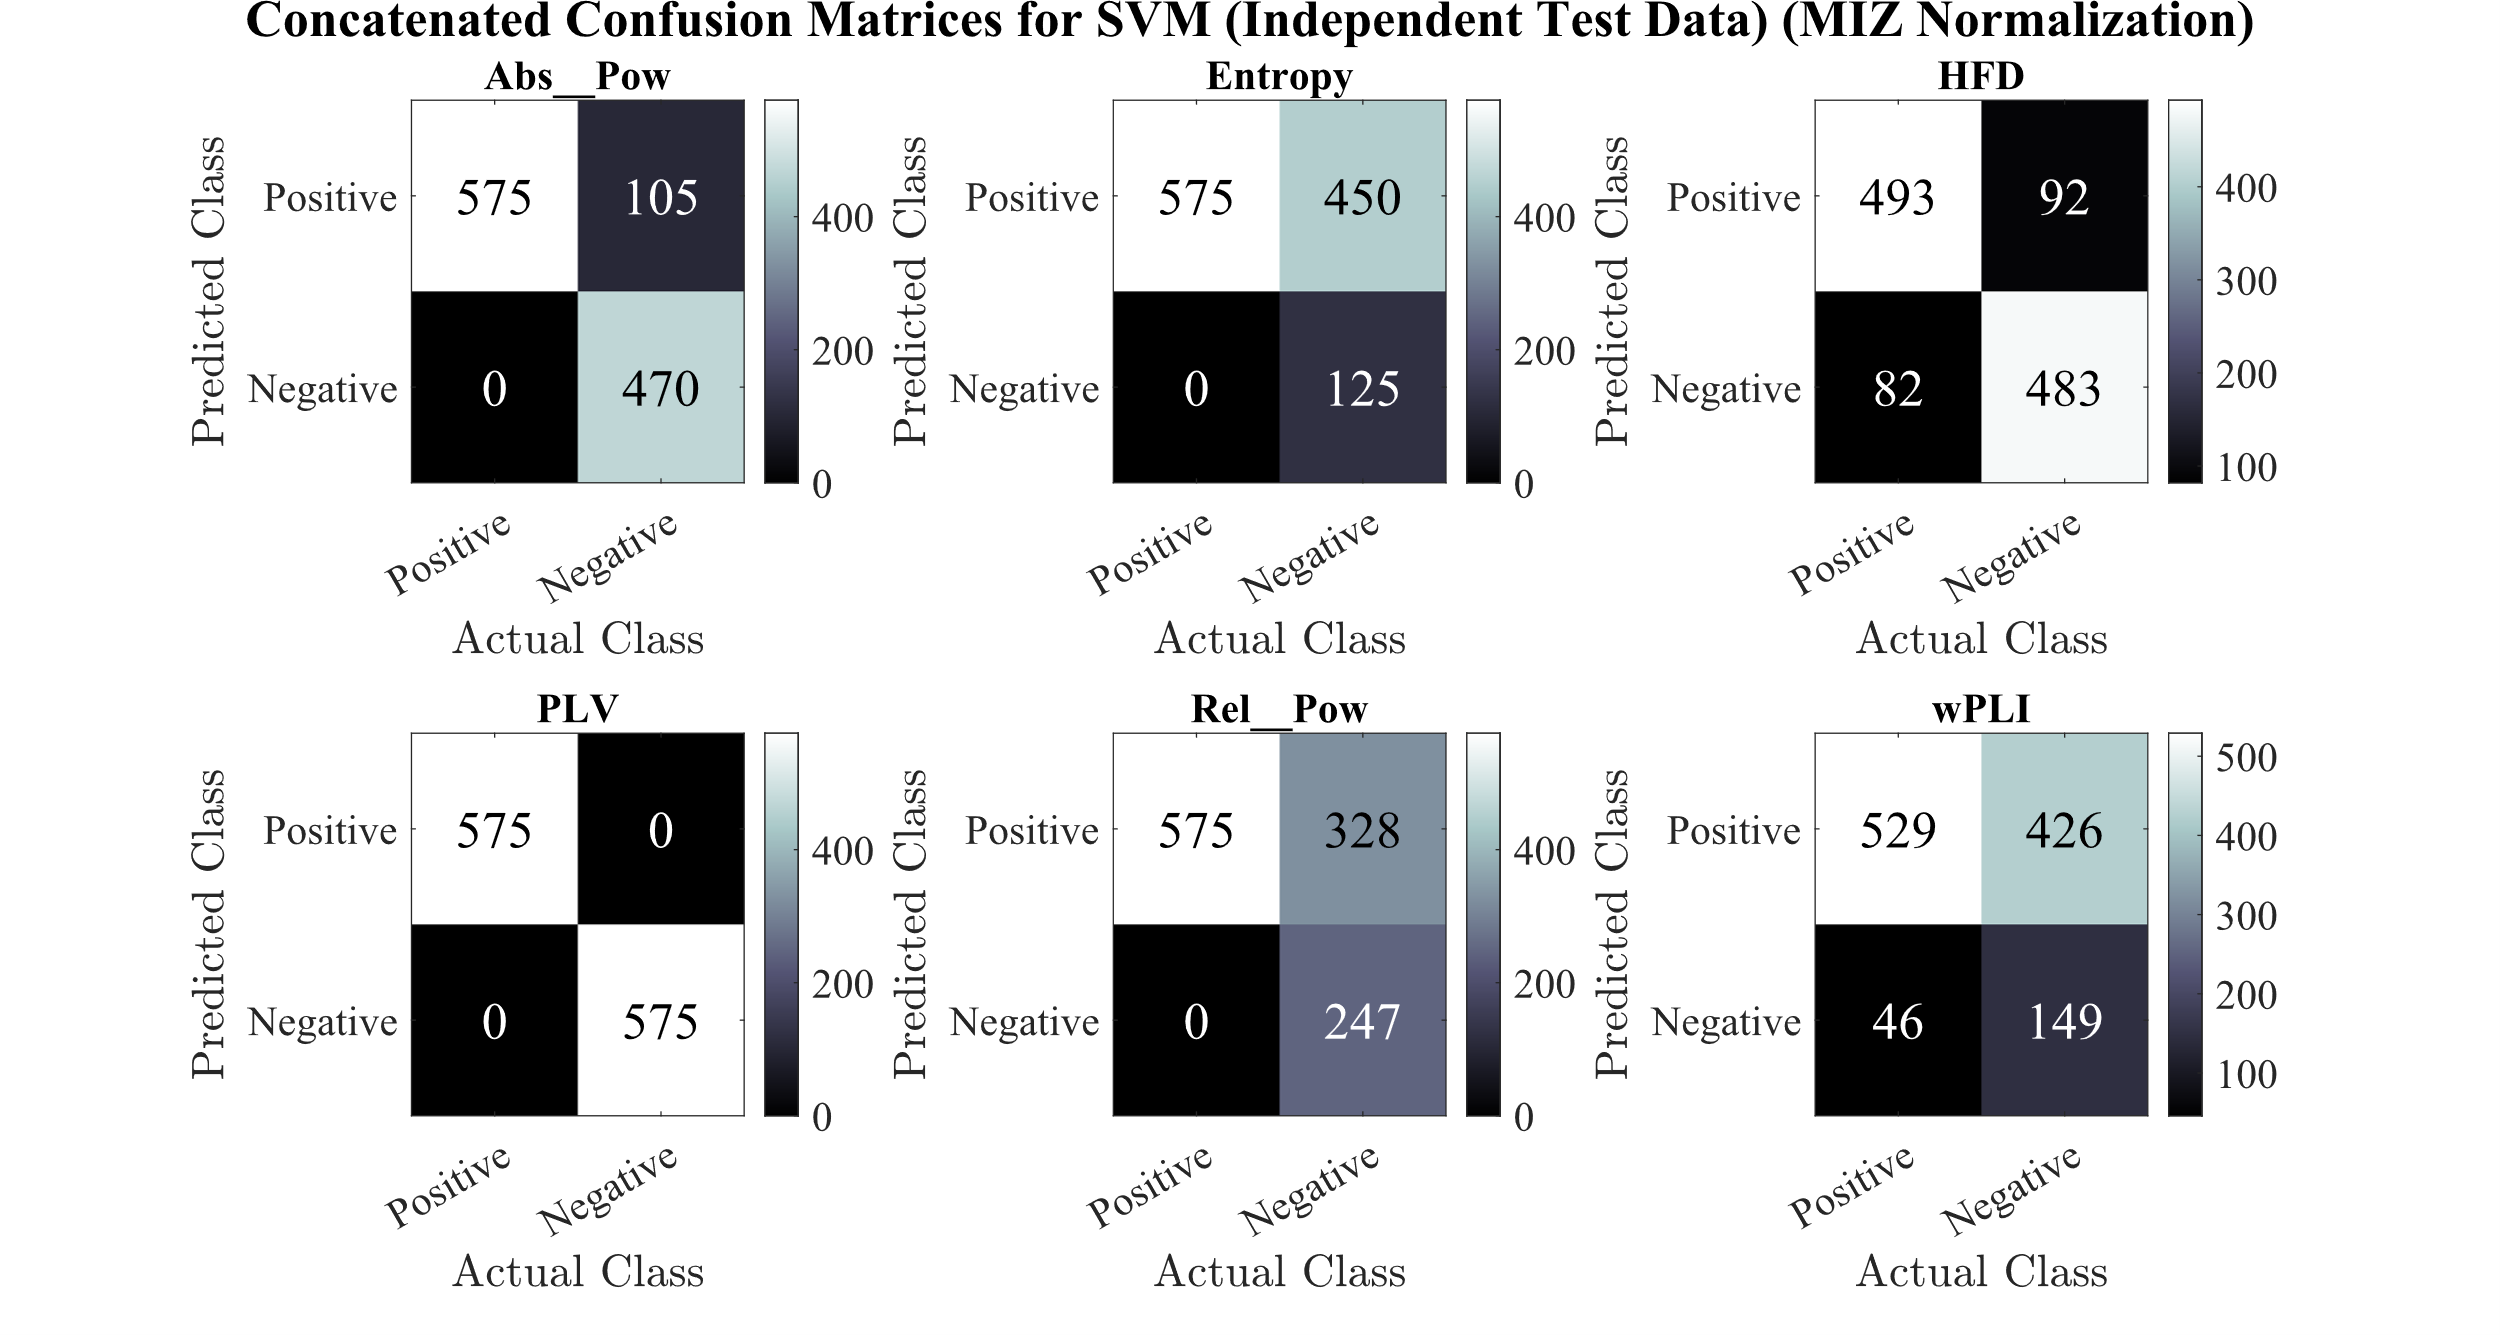 Concatenated Confusion Matrices for SVM (Independent Test Data) (MIZ Normalization)
Abs__Pow
Predicted Class
Positive
Negative
575
105
0
470
Positive
Negative
Actual Class
400
200
0
Entropy
Predicted Class
Positive
Negative
575
450
0
125
Positive
Negative
Actual Class
400
200
0
HFD
Predicted Class
Positive
Negative
493
92
82
483
Positive
Negative
Actual Class
400
300
200
100
PLV
Predicted Class
Positive
Negative
575
0
0
575
Positive
Negative
Actual Class
400
200
0
Rel__Pow
Predicted Class
Positive
Negative
575
328
0
247
Positive
Negative
Actual Class
400
200
0
wPLI
Predicted Class
Positive
Negative
529
426
46
149
Positive
Negative
Actual Class
500
400
300
200
100